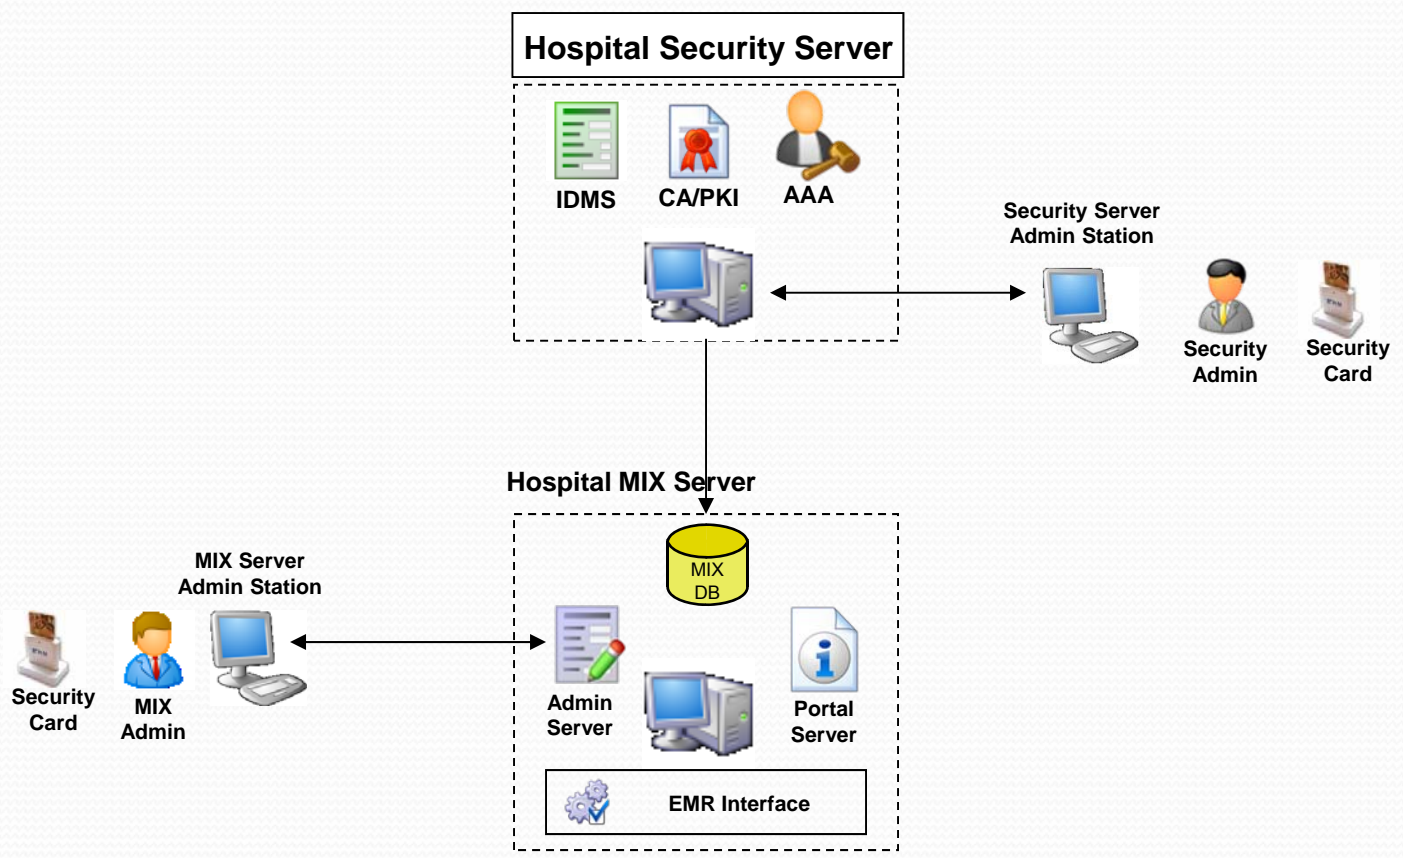 Hospital Security Server
IDMS
CA/PKI
AAA
Security Server
Admin Station
Security
Admin
Security
Card
Hospital MIX Server
MIX
DB
MIX Server
Admin Station
Security
Card
MIX
Admin
Admin
Server
Portal
Server
EMR Interface